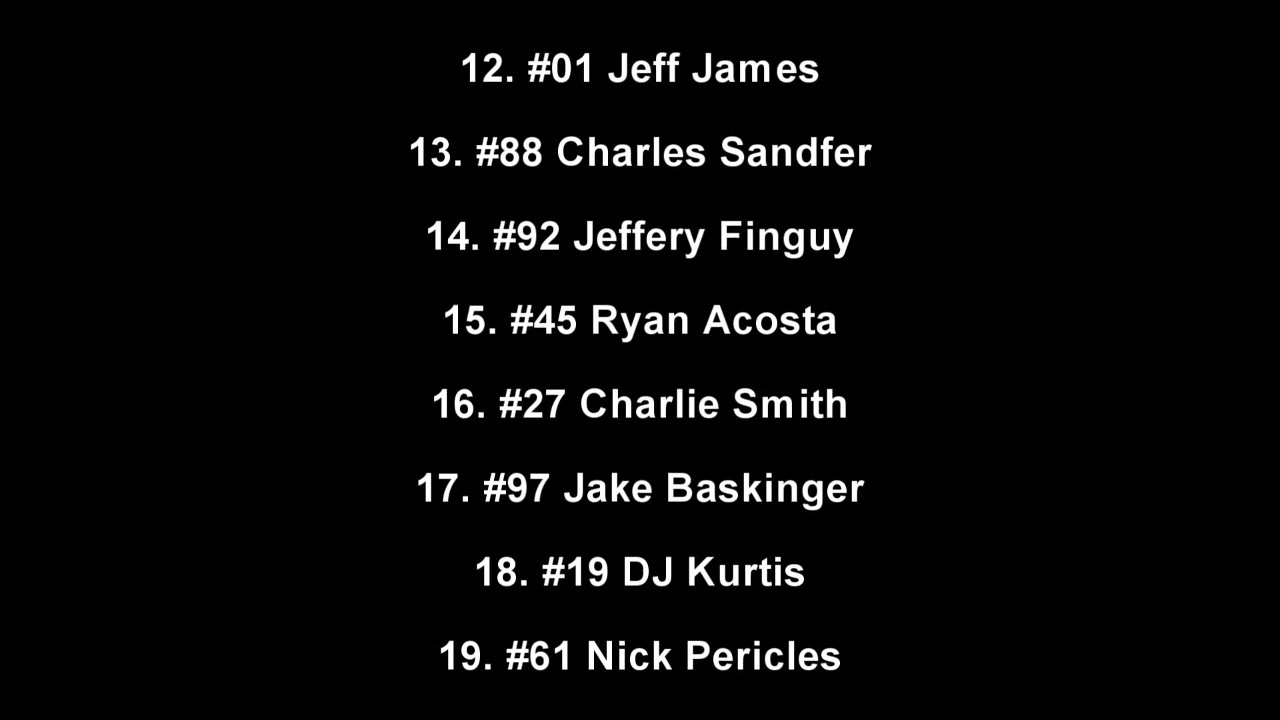 12. #01 Jeff James
13. #88 Charles Sandfer
14. #92 Jeffery Finguy
15. #45 Ryan Acosta
16. #27 Charlie Smith
17. #97 Jake Baskinger
18. #19 DJ Kurtis
19. #61 Nick Pericles